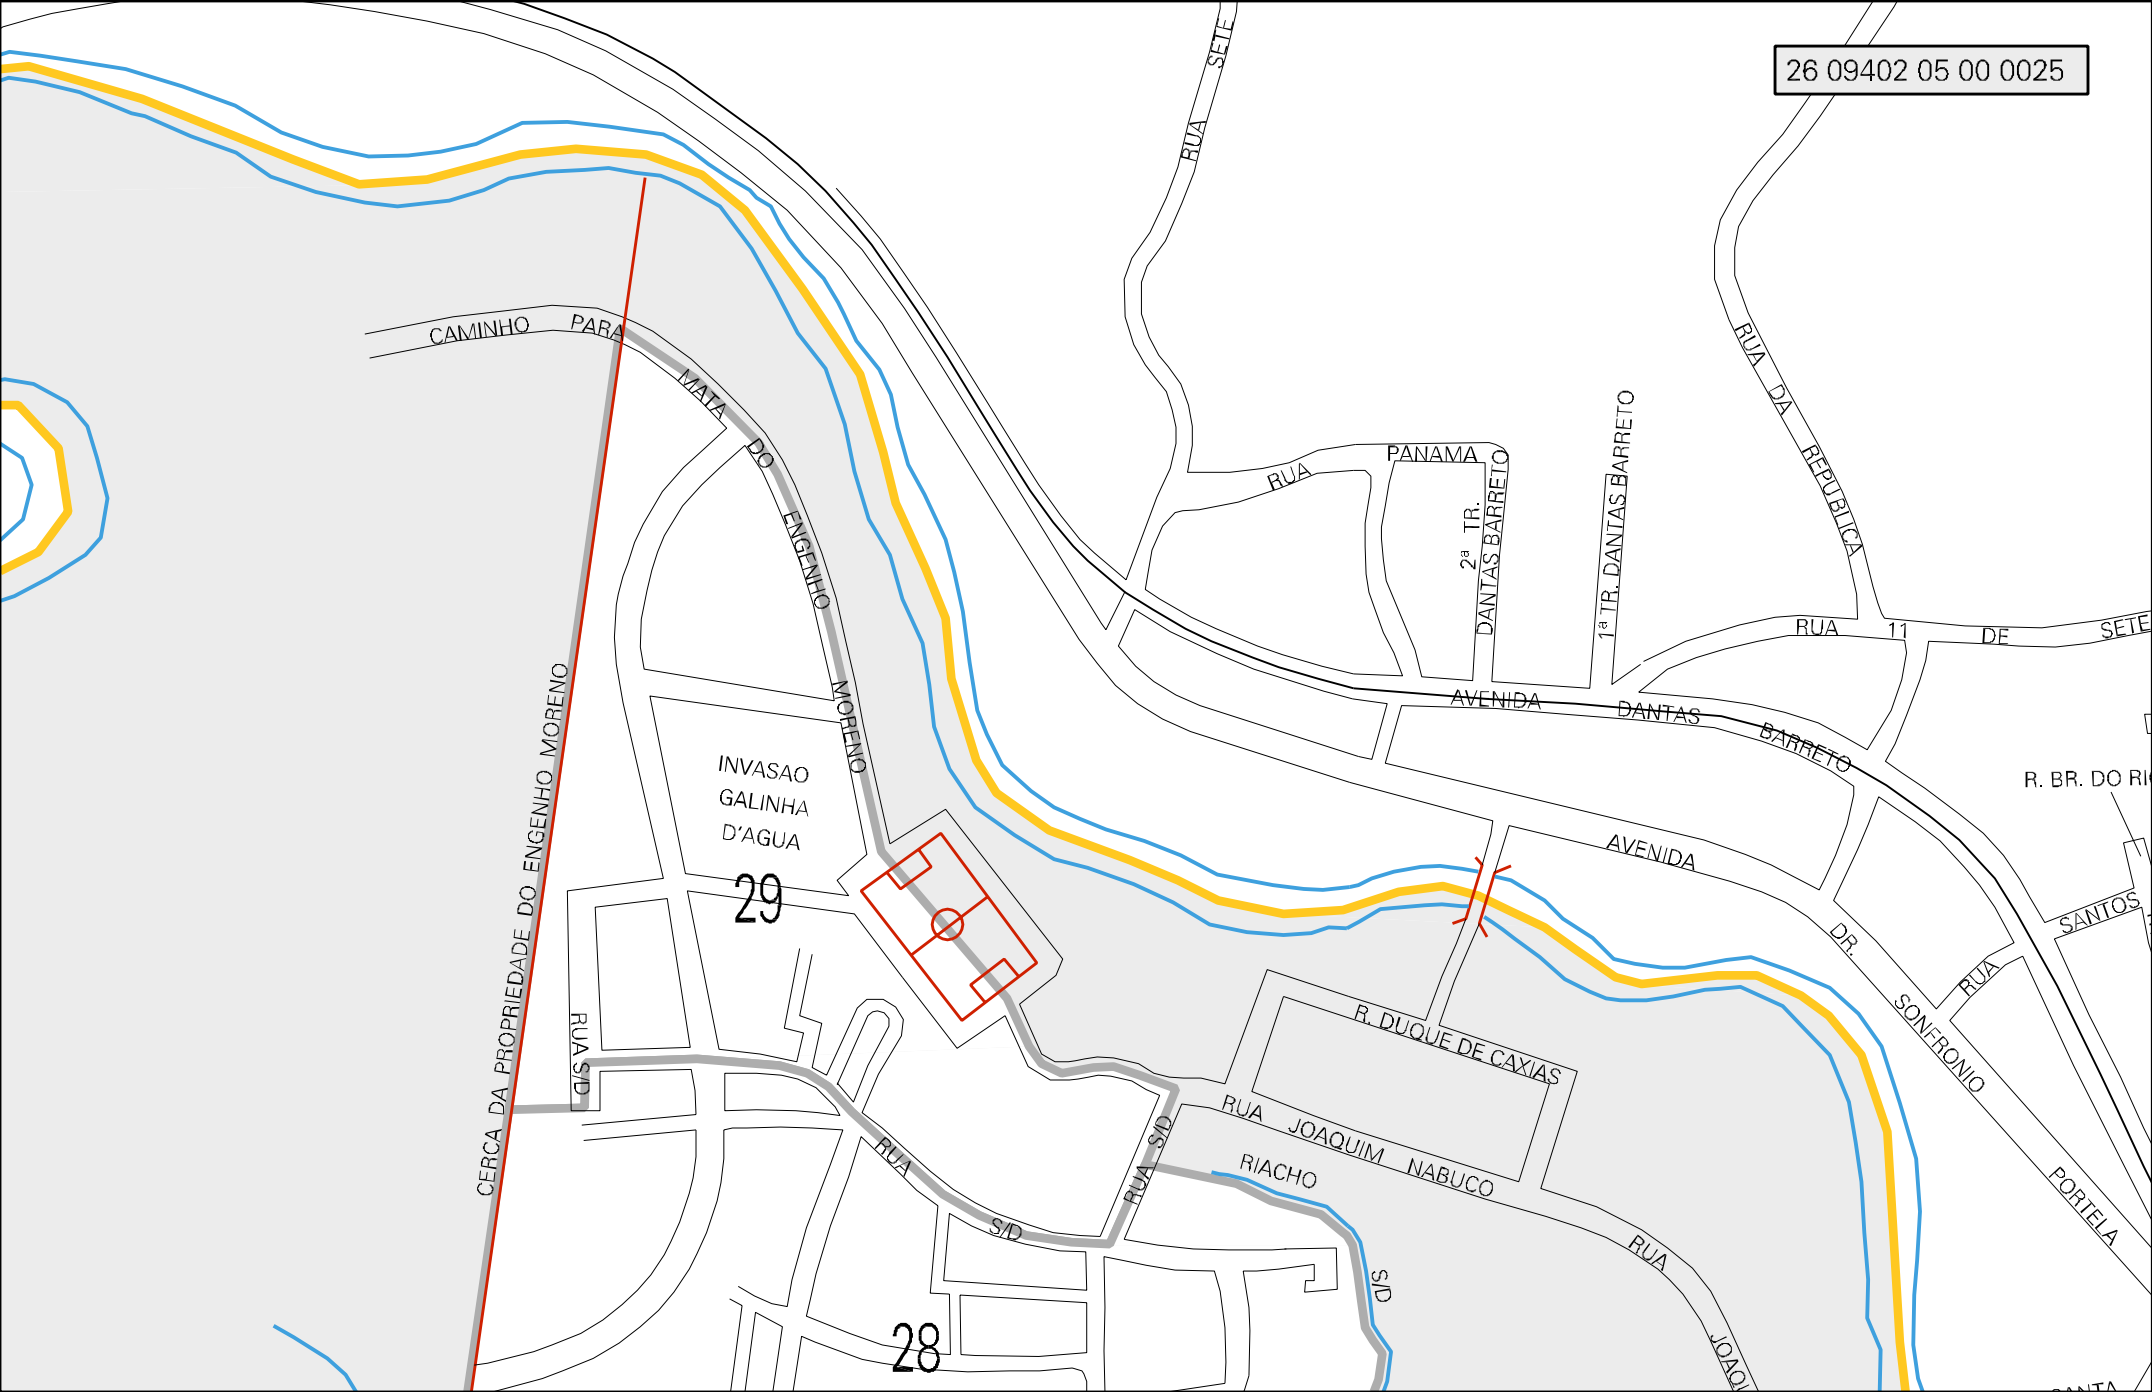 26 09402 05 00 0025
RUA SETE
CAMINHO PARA MATA DO ENGENHO MORENO
RUA PANAMA
2ª TR.
DANTAS BARRETO
1ª TR. DANTAS BARRETO
RUA DA REPUBLICA
RUA 11 DE SETE
AVENIDA DANTAS BARRETO
R. BR. DO RI
AVENIDA DR. SONFRONIO PORTELA
SANTOS
RUA
CERCA DA PROPRIEDADE DO ENGENHO MORENO
INVASAO
GALINHA
D'AGUA
29
RUA S/D
R. DUQUE DE CAXIAS
RUA JOAQUIM NABUCO
RUA S/D
RUA S/D
RIACHO
S/D
RUA
28